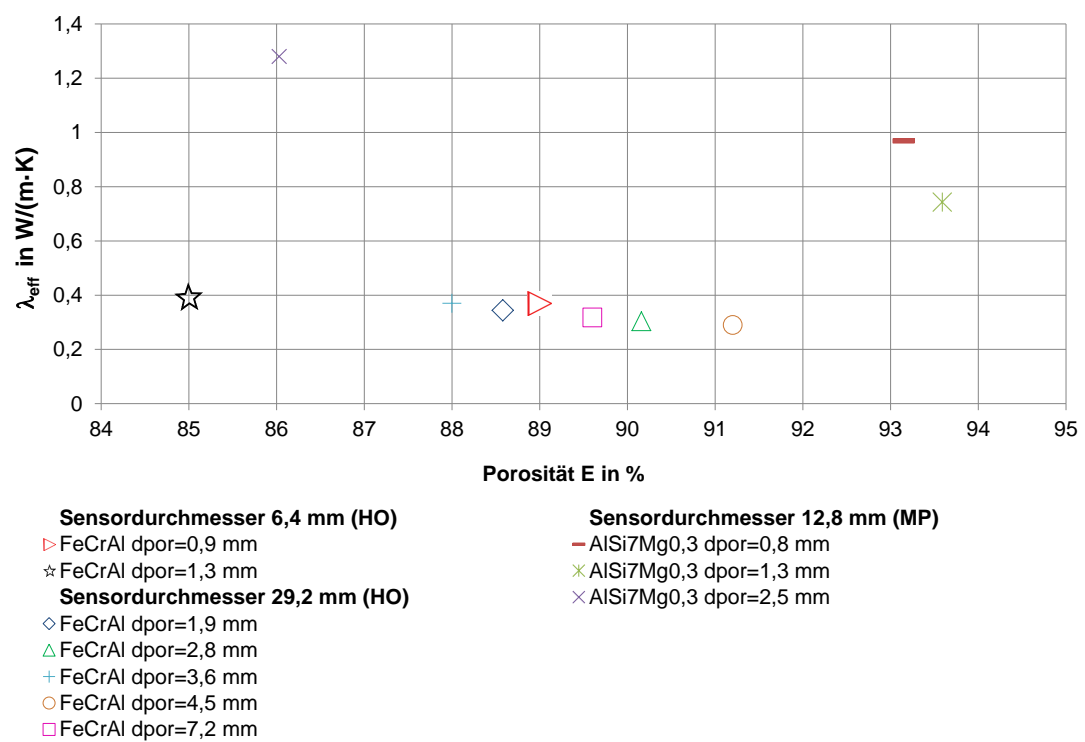 1,4
1,2
1
0,8
0,6
0,4
0,2
0
λeff in W/(m·K)
84 85 86 87 88 89 90 91 92 93 94 95
Porosität E in %
Sensordurchmesser 6,4 mm (HO)
FeCrAl dpor=0,9 mm
FeCrAl dpor=1,3 mm
Sensordurchmesser 29,2 mm (HO)
FeCrAl dpor=1,9 mm
FeCrAl dpor=2,8 mm
FeCrAl dpor=3,6 mm
FeCrAl dpor=4,5 mm
FeCrAl dpor=7,2 mm
Sensordurchmesser 12,8 mm (MP)
AlSi7Mg0,3 dpor=0,8 mm
AlSi7Mg0,3 dpor=1,3 mm
AlSi7Mg0,3 dpor=2,5 mm